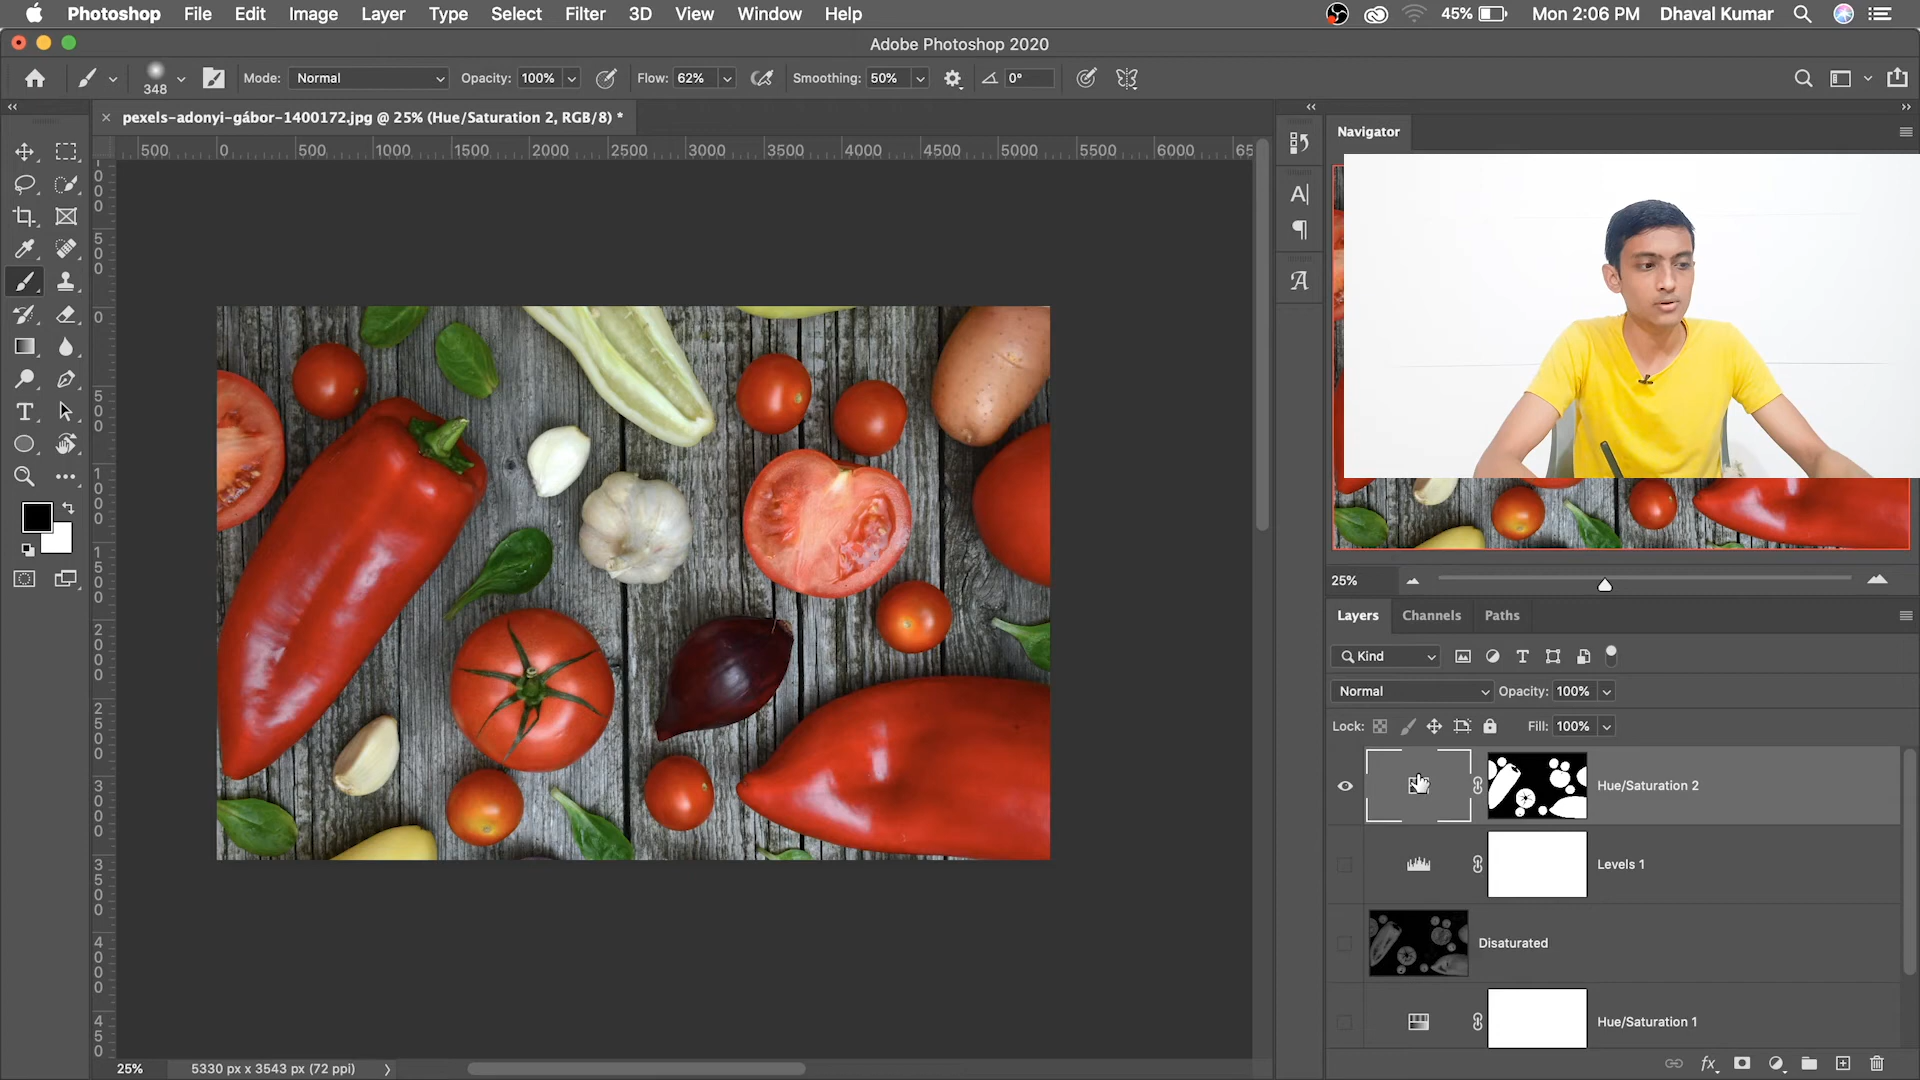 Photoshop File Edit Image Layer Type Select Filter 3D View Window Help 45% Mon 2:06 PM Dhaval Kumar
Adobe Photoshop 2020
348 Mode: Normal Opacity: 100% Flow: 62% Smoothing: 50% 0°
pexels-adonyi-gábor-1400172.jpg @ 25% (Hue/Saturation 2, RGB/8) *
Navigator
500 0 500 1000 1500 2000 2500 3000 3500 4000 4500 5000 5500 6000 65
25%
Layers Channels Paths
Kind
Normal Opacity: 100%
Lock: Fill: 100%
Hue/Saturation 2
Levels 1
Disaturated
Hue/Saturation 1
25% 5330 px x 3543 px (72 ppi)